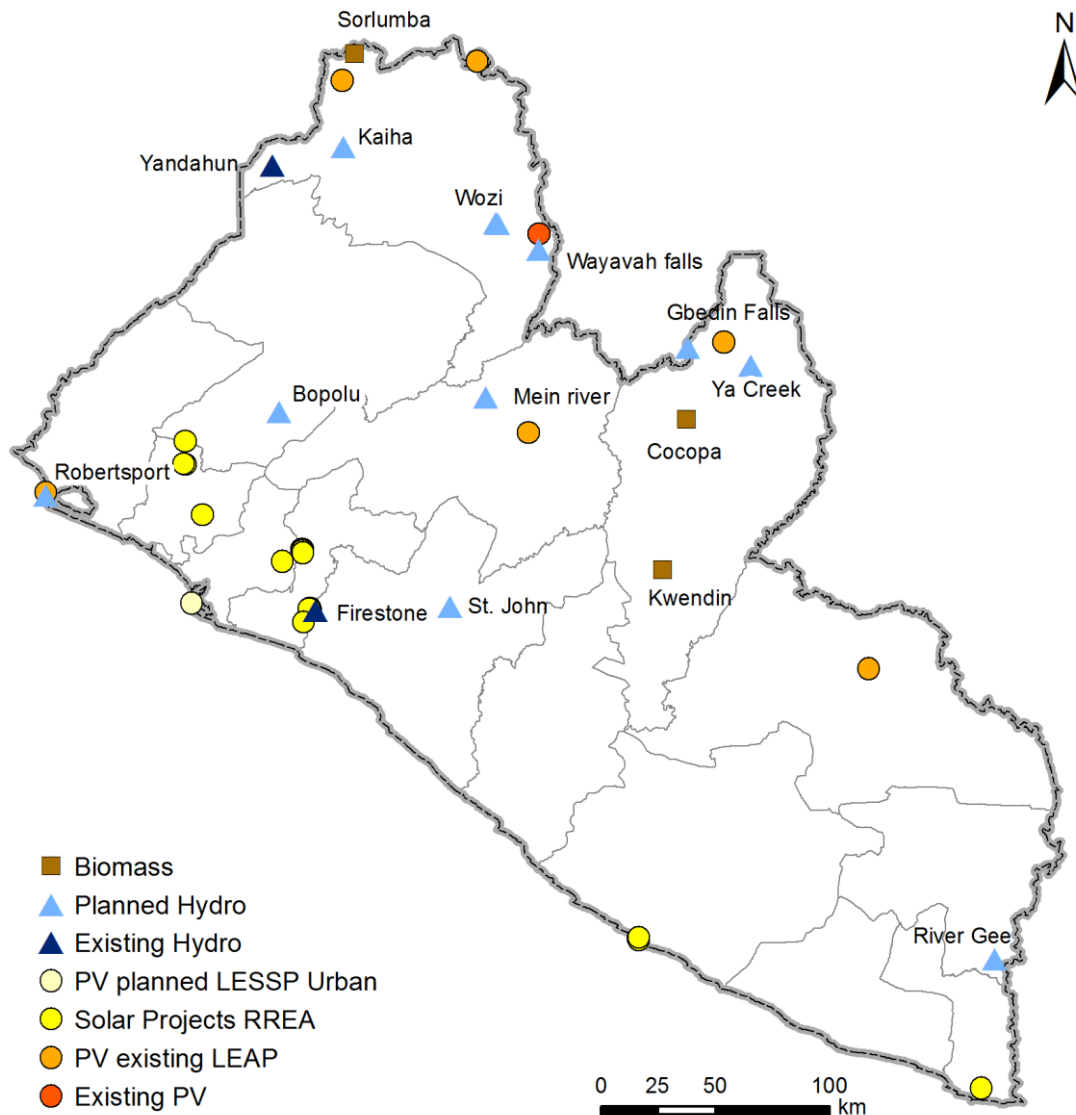 Sorlumba
N
Kaiha
Yandahun
Wozi
Wayavah falls
Gbedin Falls
Ya Creek
Bopolu
Mein river
Cocopa
Robertsport
Kwendin
Firestone
St. John
River Gee
Biomass
Planned Hydro
Existing Hydro
PV planned LESSP Urban
Solar Projects RREA
PV existing LEAP
Existing PV
0 25 50 100
km